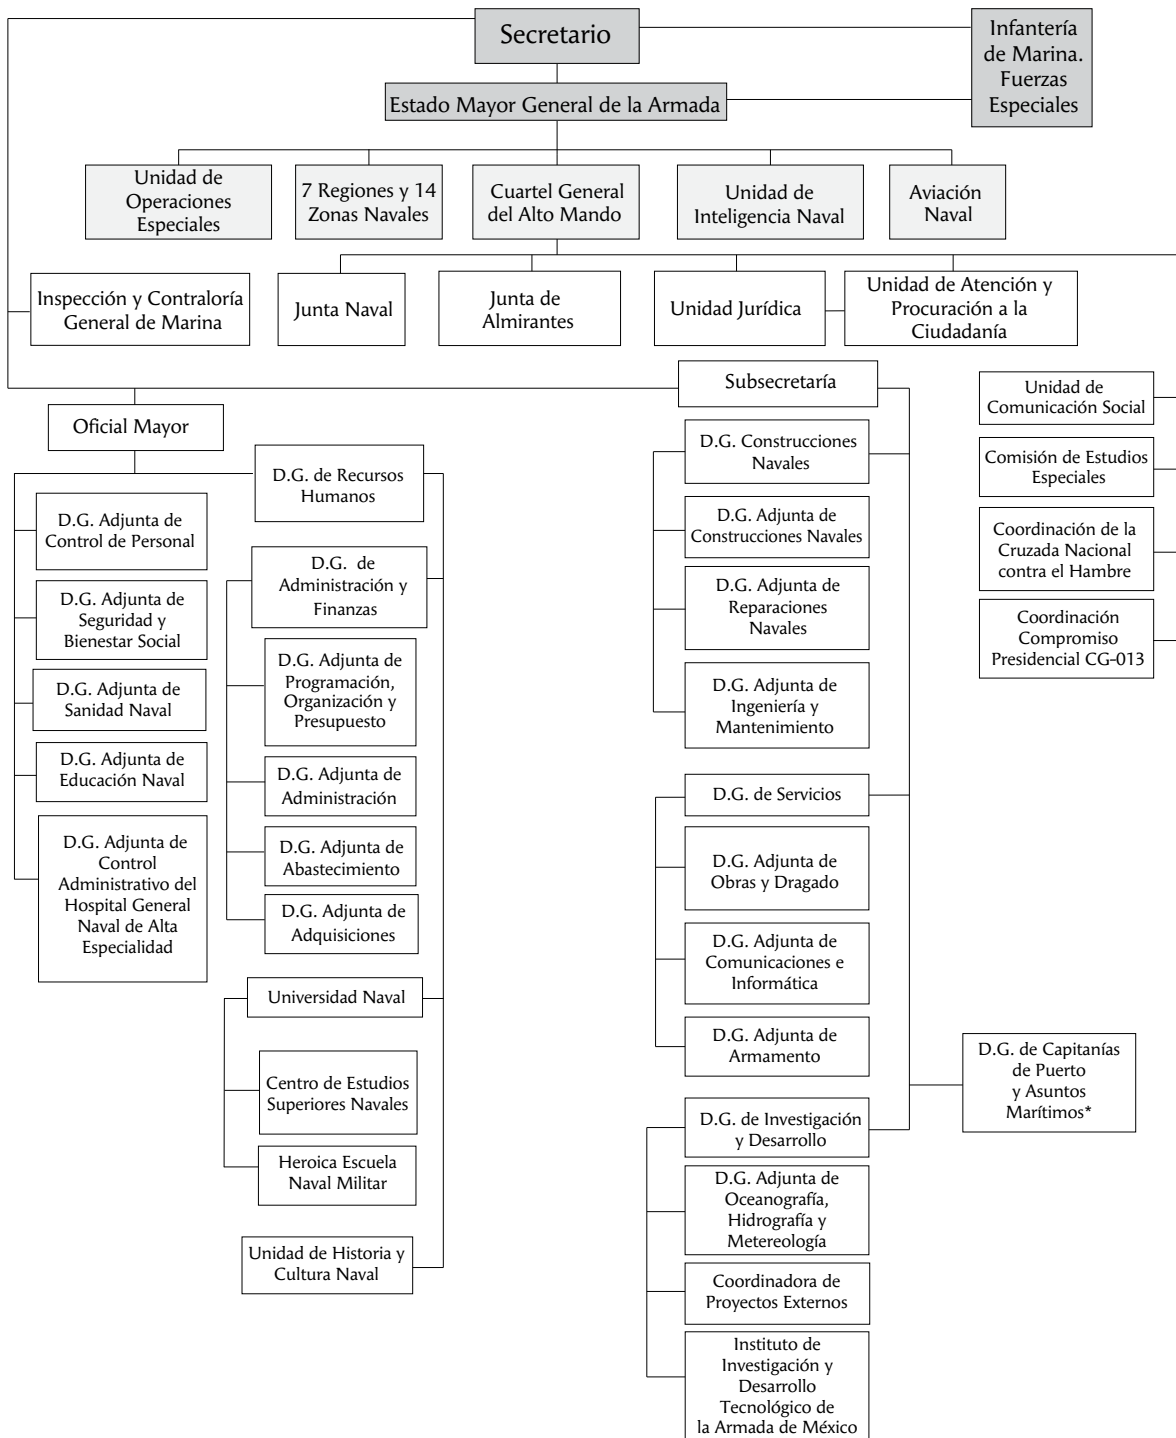 Secretario
Infantería
de Marina.
Fuerzas
Especiales
Estado Mayor General de la Armada
Unidad de
Operaciones
Especiales
7 Regiones y 14
Zonas Navales
Cuartel General
del Alto Mando
Unidad de
Inteligencia Naval
Aviación
Naval
Inspección y Contraloría
General de Marina
Junta Naval
Junta de
Almirantes
Unidad Jurídica
Unidad de Atención y
Procuración a la
Ciudadanía
Subsecretaría
Oficial Mayor
D.G. de Recursos
Humanos
D.G. Adjunta de
Control de Personal
D.G. Adjunta de
Seguridad y
Bienestar Social
D.G. Adjunta de
Sanidad Naval
D.G. Adjunta de
Educación Naval
D.G. Adjunta de
Control
Administrativo del
Hospital General
Naval de Alta
Especialidad
D.G. de
Administración y
Finanzas
D.G. Adjunta de
Programación,
Organización y
Presupuesto
D.G. Adjunta de
Administración
D.G. Adjunta de
Abastecimiento
D.G. Adjunta de
Adquisiciones
Universidad Naval
Centro de Estudios
Superiores Navales
Heroica Escuela
Naval Militar
Unidad de Historia y
Cultura Naval
D.G. Construcciones
Navales
D.G. Adjunta de
Construcciones Navales
D.G. Adjunta de
Reparaciones
Navales
D.G. Adjunta de
Ingeniería y
Mantenimiento
D.G. de Servicios
D.G. Adjunta de
Obras y Dragado
D.G. Adjunta de
Comunicaciones e
Informática
D.G. Adjunta de
Armamento
D.G. de Investigación
y Desarrollo
D.G. Adjunta de
Oceanografía,
Hidrografía y
Metereología
Coordinadora de
Proyectos Externos
Instituto de
Investigación y
Desarrollo
Tecnológico de
la Armada de México
Unidad de
Comunicación Social
Comisión de Estudios
Especiales
Coordinación de la
Cruzada Nacional
contra el Hambre
Coordinación
Compromiso
Presidencial CG-013
D.G. de Capitanías
de Puerto
y Asuntos
Marítimos*